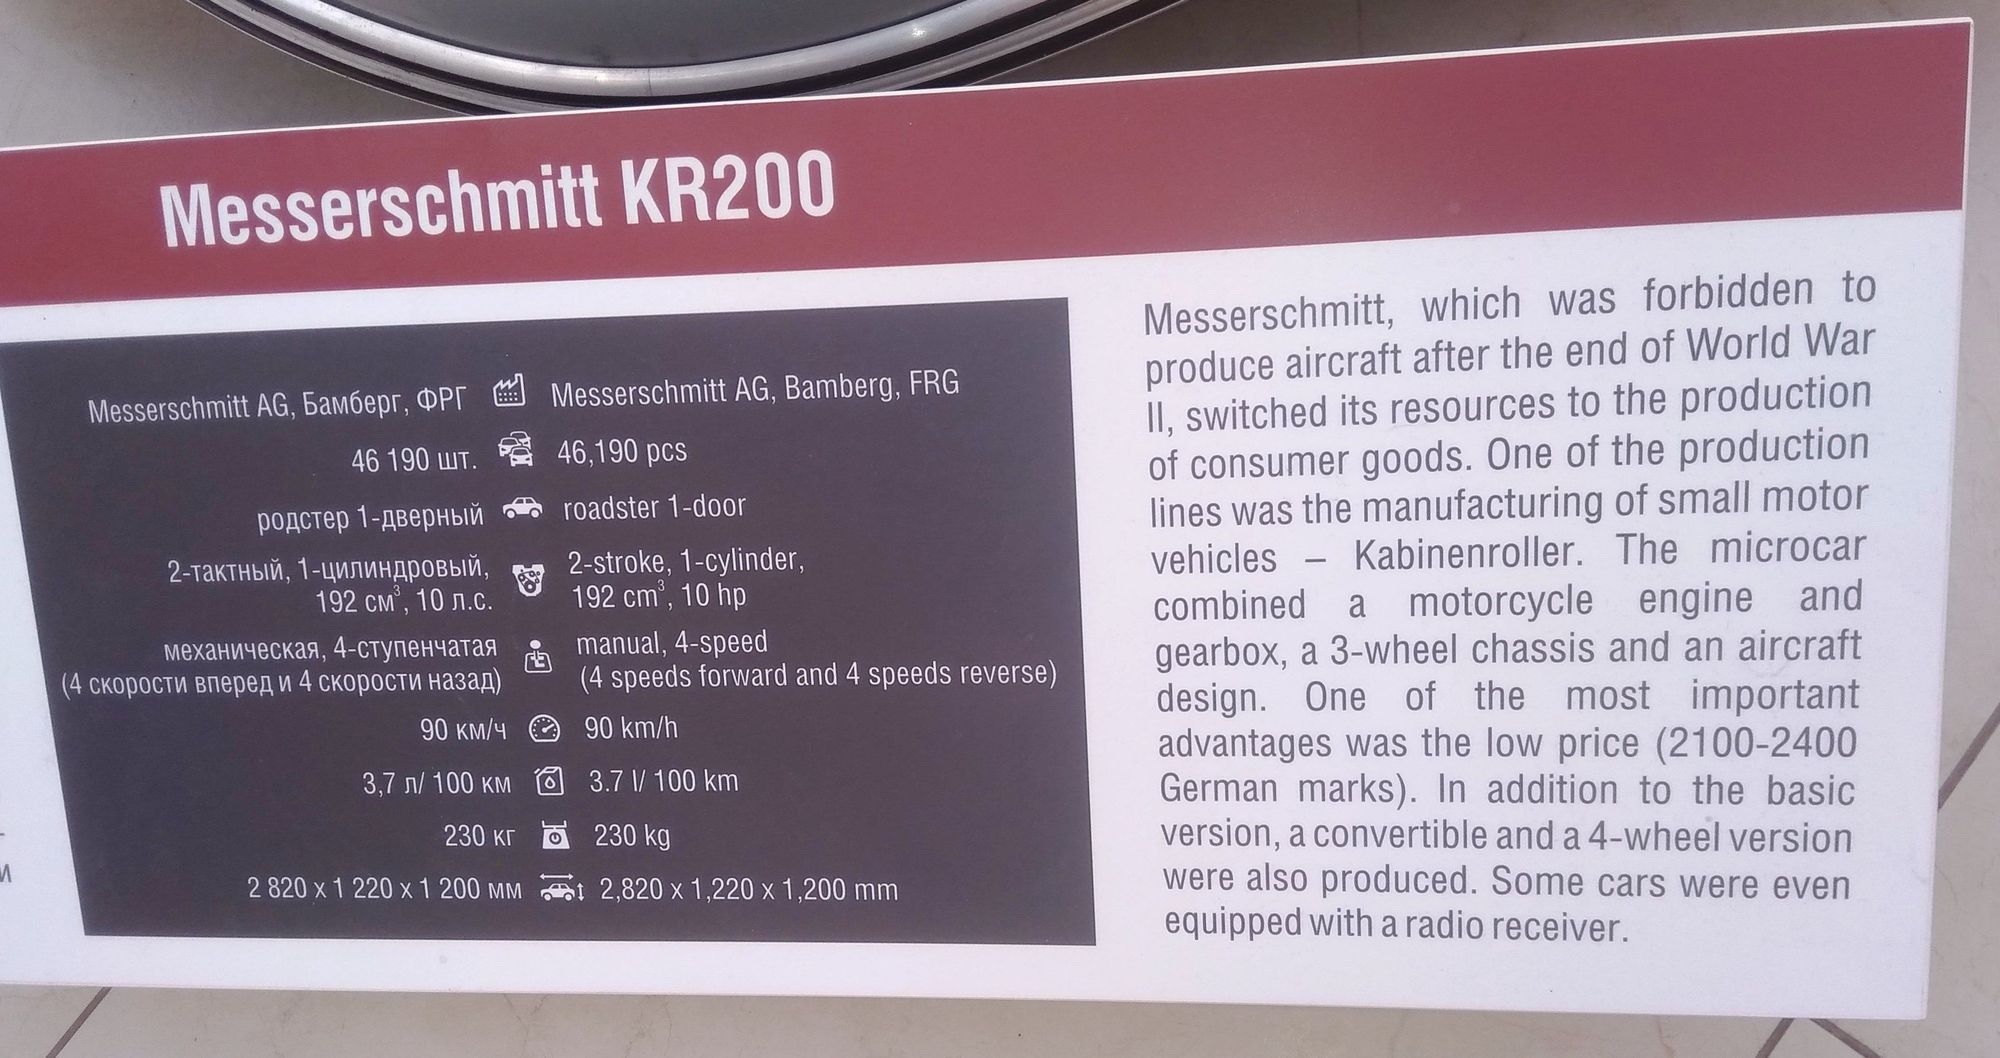 Messerschmitt KR200
Messerschmitt AG, Бамберг, ФРГ
Messerschmitt AG, Bamberg, FRG
46 190 шт.
46,190 pcs
родстер 1-дверный
roadster 1-door
2-тактный, 1-цилиндровый,
192 см³, 10 л.с.
2-stroke, 1-cylinder,
192 cm³, 10 hp
механическая, 4-ступенчатая
(4 скорости вперед и 4 скорости назад)
manual, 4-speed
(4 speeds forward and 4 speeds reverse)
90 км/ч
90 km/h
3,7 л/ 100 км
3.7 l/ 100 km
230 кг
230 kg
2 820 x 1 220 x 1 200 мм
2,820 x 1,220 x 1,200 mm
Messerschmitt, which was forbidden to
produce aircraft after the end of World War
II, switched its resources to the production
of consumer goods. One of the production
lines was the manufacturing of small motor
vehicles – Kabinenroller. The microcar
combined a motorcycle engine and
gearbox, a 3-wheel chassis and an aircraft
design. One of the most important
advantages was the low price (2100-2400
German marks). In addition to the basic
version, a convertible and a 4-wheel version
were also produced. Some cars were even
equipped with a radio receiver.